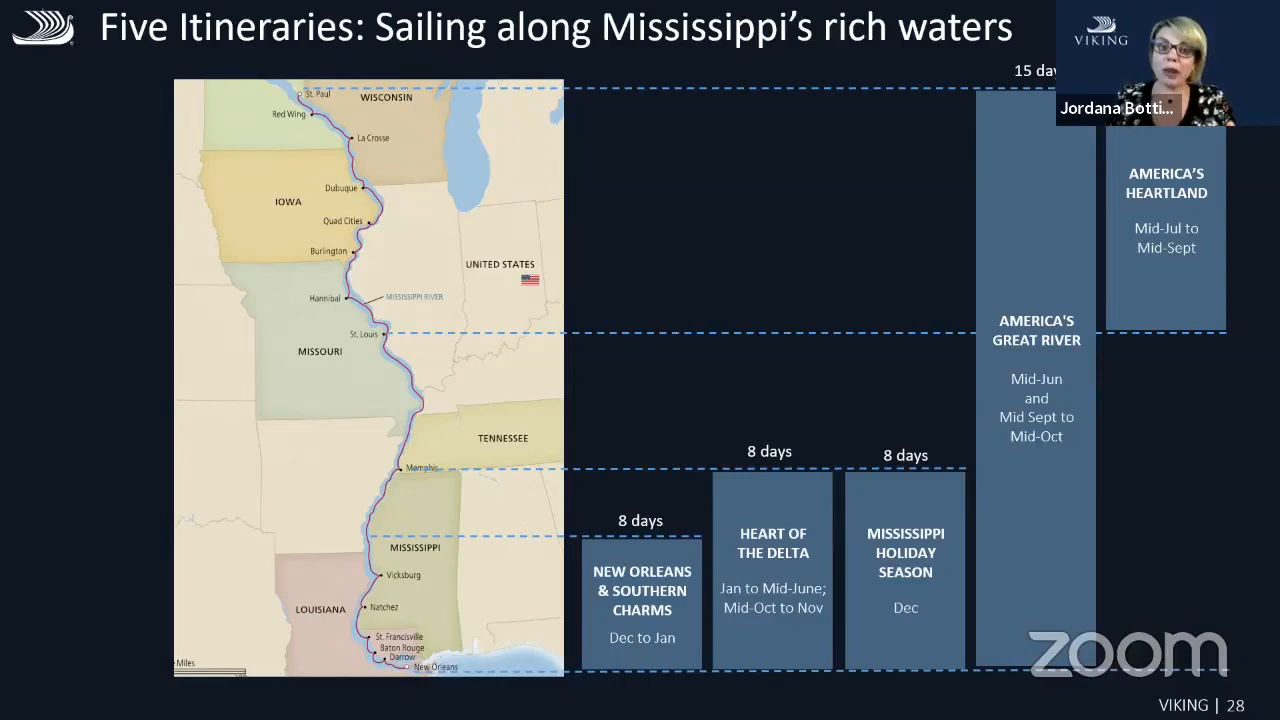 Five Itineraries: Sailing along Mississippi's rich waters
VIKING
Jordana Botti...
St. Paul
WISCONSIN
Red Wing
La Crosse
Dubuque
IOWA
Quad Cities
Burlington
UNITED STATES
Hannibal
MISSISSIPPI RIVER
St. Louis
MISSOURI
TENNESSEE
Memphis
MISSISSIPPI
Vicksburg
LOUISIANA
Natchez
St. Francisville
Baton Rouge
Darrow
New Orleans
Miles
8 days
NEW ORLEANS
& SOUTHERN
CHARMS
Dec to Jan
8 days
HEART OF
THE DELTA
Jan to Mid-June;
Mid-Oct to Nov
8 days
MISSISSIPPI
HOLIDAY
SEASON
Dec
15 day
AMERICA'S
GREAT RIVER
Mid-Jun
and
Mid Sept to
Mid-Oct
AMERICA'S
HEARTLAND
Mid-Jul to
Mid-Sept
zoom
VIKING | 28